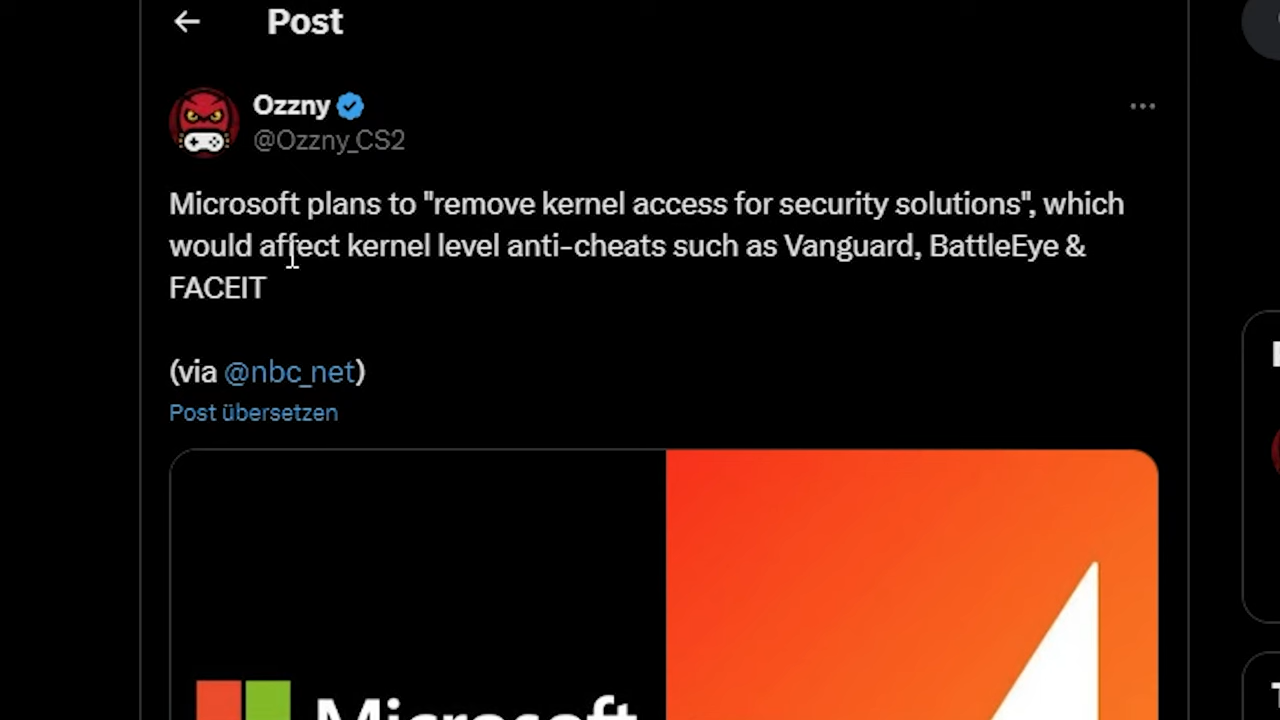 Post
Ozzny
@Ozzny_CS2
Microsoft plans to "remove kernel access for security solutions", which
would affect kernel level anti-cheats such as Vanguard, BattleEye &
FACEIT
(via @nbc_net)
Post übersetzen
Microsoft